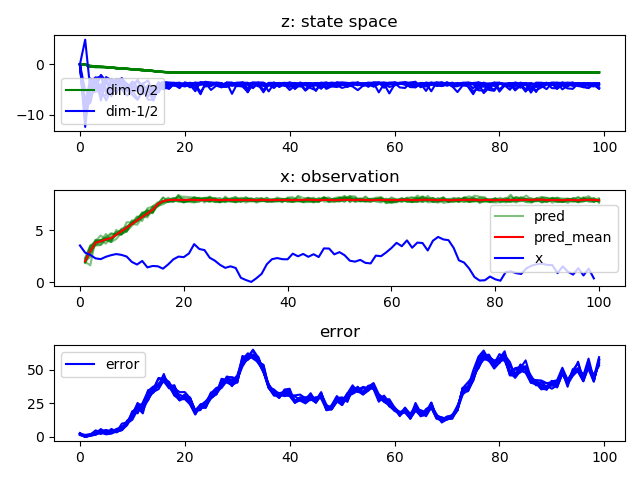 z: state space
0
−10
dim-0/2
dim-1/2
0 20 40 60 80 100
x: observation
5
0
pred
pred_mean
x
0 20 40 60 80 100
error
50
25
0
error
0 20 40 60 80 100